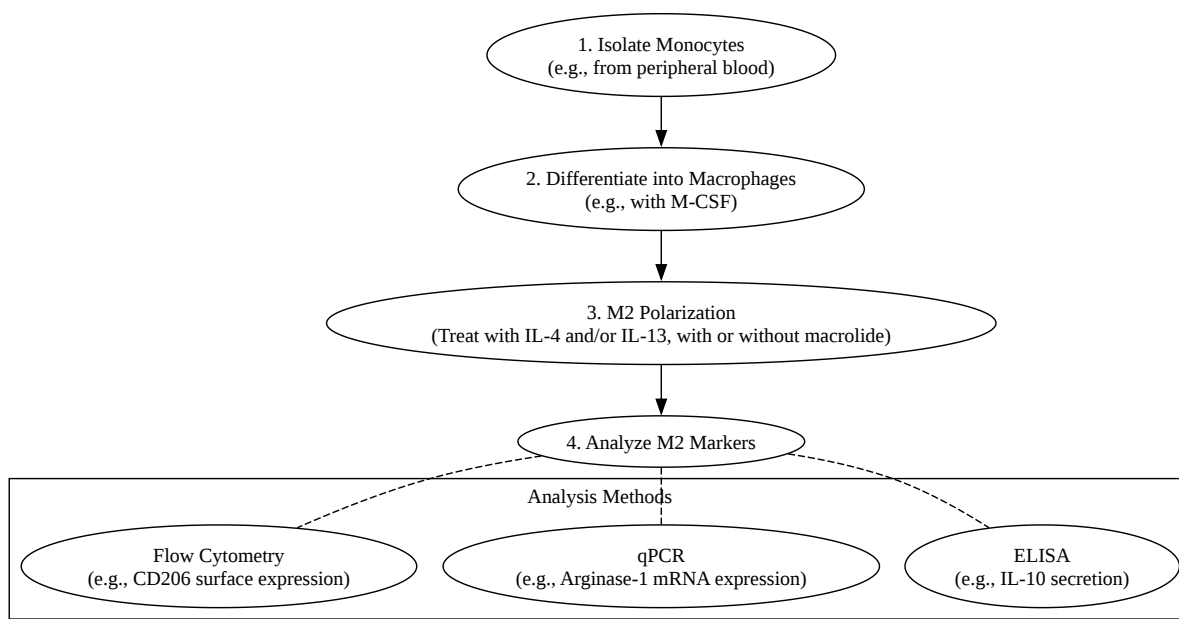 1. Isolate Monocytes
(e.g., from peripheral blood)
2. Differentiate into Macrophages
(e.g., with M-CSF)
3. M2 Polarization
(Treat with IL-4 and/or IL-13, with or without macrolide)
4. Analyze M2 Markers
Analysis Methods
Flow Cytometry
(e.g., CD206 surface expression)
qPCR
(e.g., Arginase-1 mRNA expression)
ELISA
(e.g., IL-10 secretion)